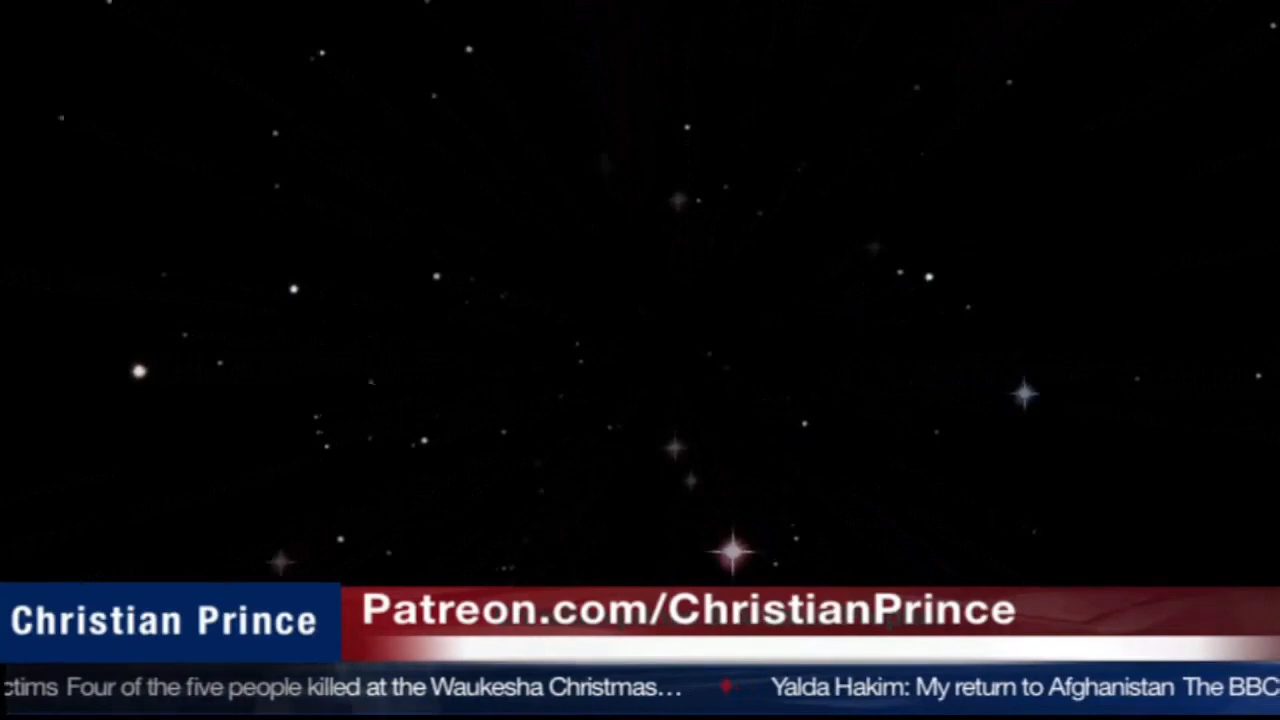 Christian Prince
Patreon.com/ChristianPrince
ctims Four of the five people killed at the Waukesha Christmas... Yalda Hakim: My return to Afghanistan The BBC